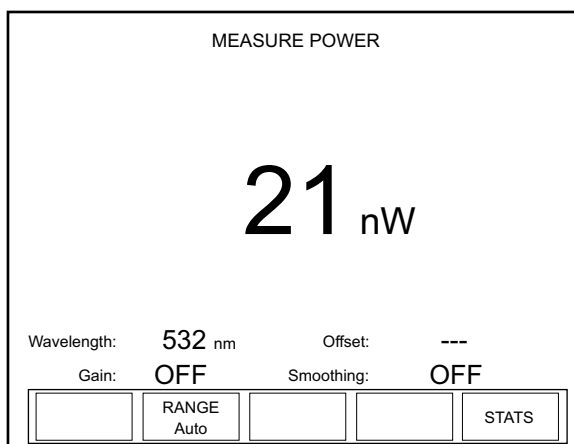 MEASURE POWER
21 nW
Wavelength: 532 nm Offset: ---
Gain: OFF Smoothing: OFF
RANGE STATS
Auto